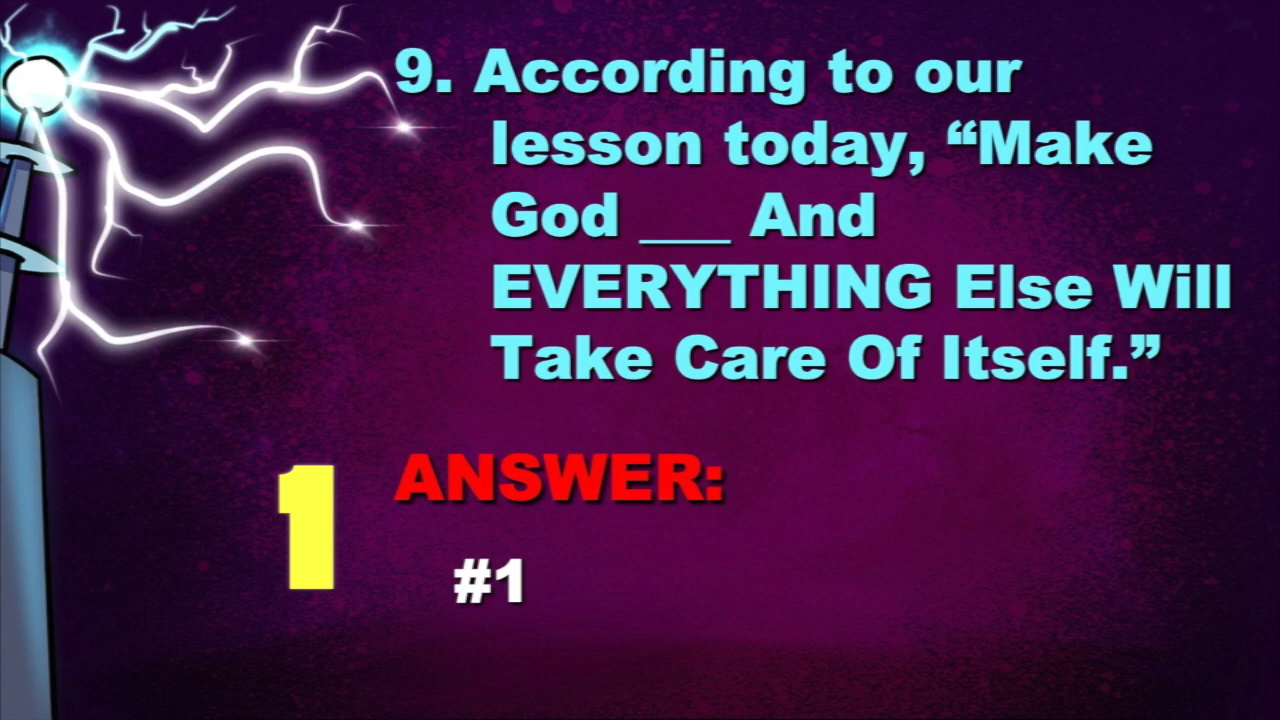 9. According to our
lesson today, “Make
God ___ And
EVERYTHING Else Will
Take Care Of Itself.”
ANSWER:
1
#1